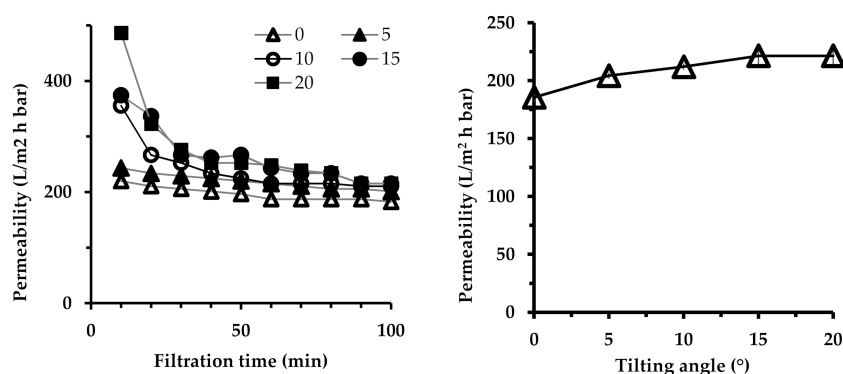 0 5
10 15
20
400
200
0
0 50 100
Filtration time (min)
Permeability (L/m2 h bar)
250
200
150
100
50
0
0 5 10 15 20
Tilting angle (°)
Permeability (L/m² h bar)